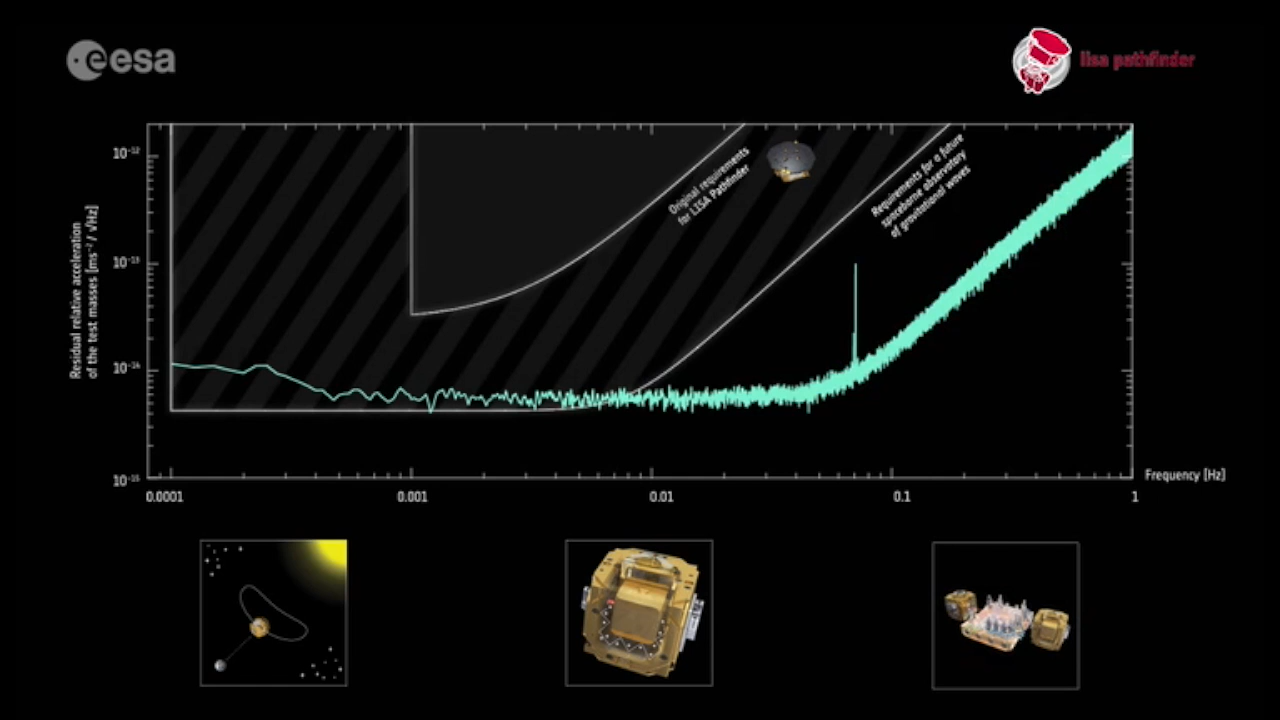 esa
lisa pathfinder
Residual relative acceleration
of the test masses [ms⁻² / √Hz]
10⁻¹²
10⁻¹³
10⁻¹⁴
10⁻¹⁵
Original requirements
for LISA Pathfinder
Requirements for a future
spaceborne observatory
of gravitational waves
Frequency [Hz]
0.0001
0.001
0.01
0.1
1